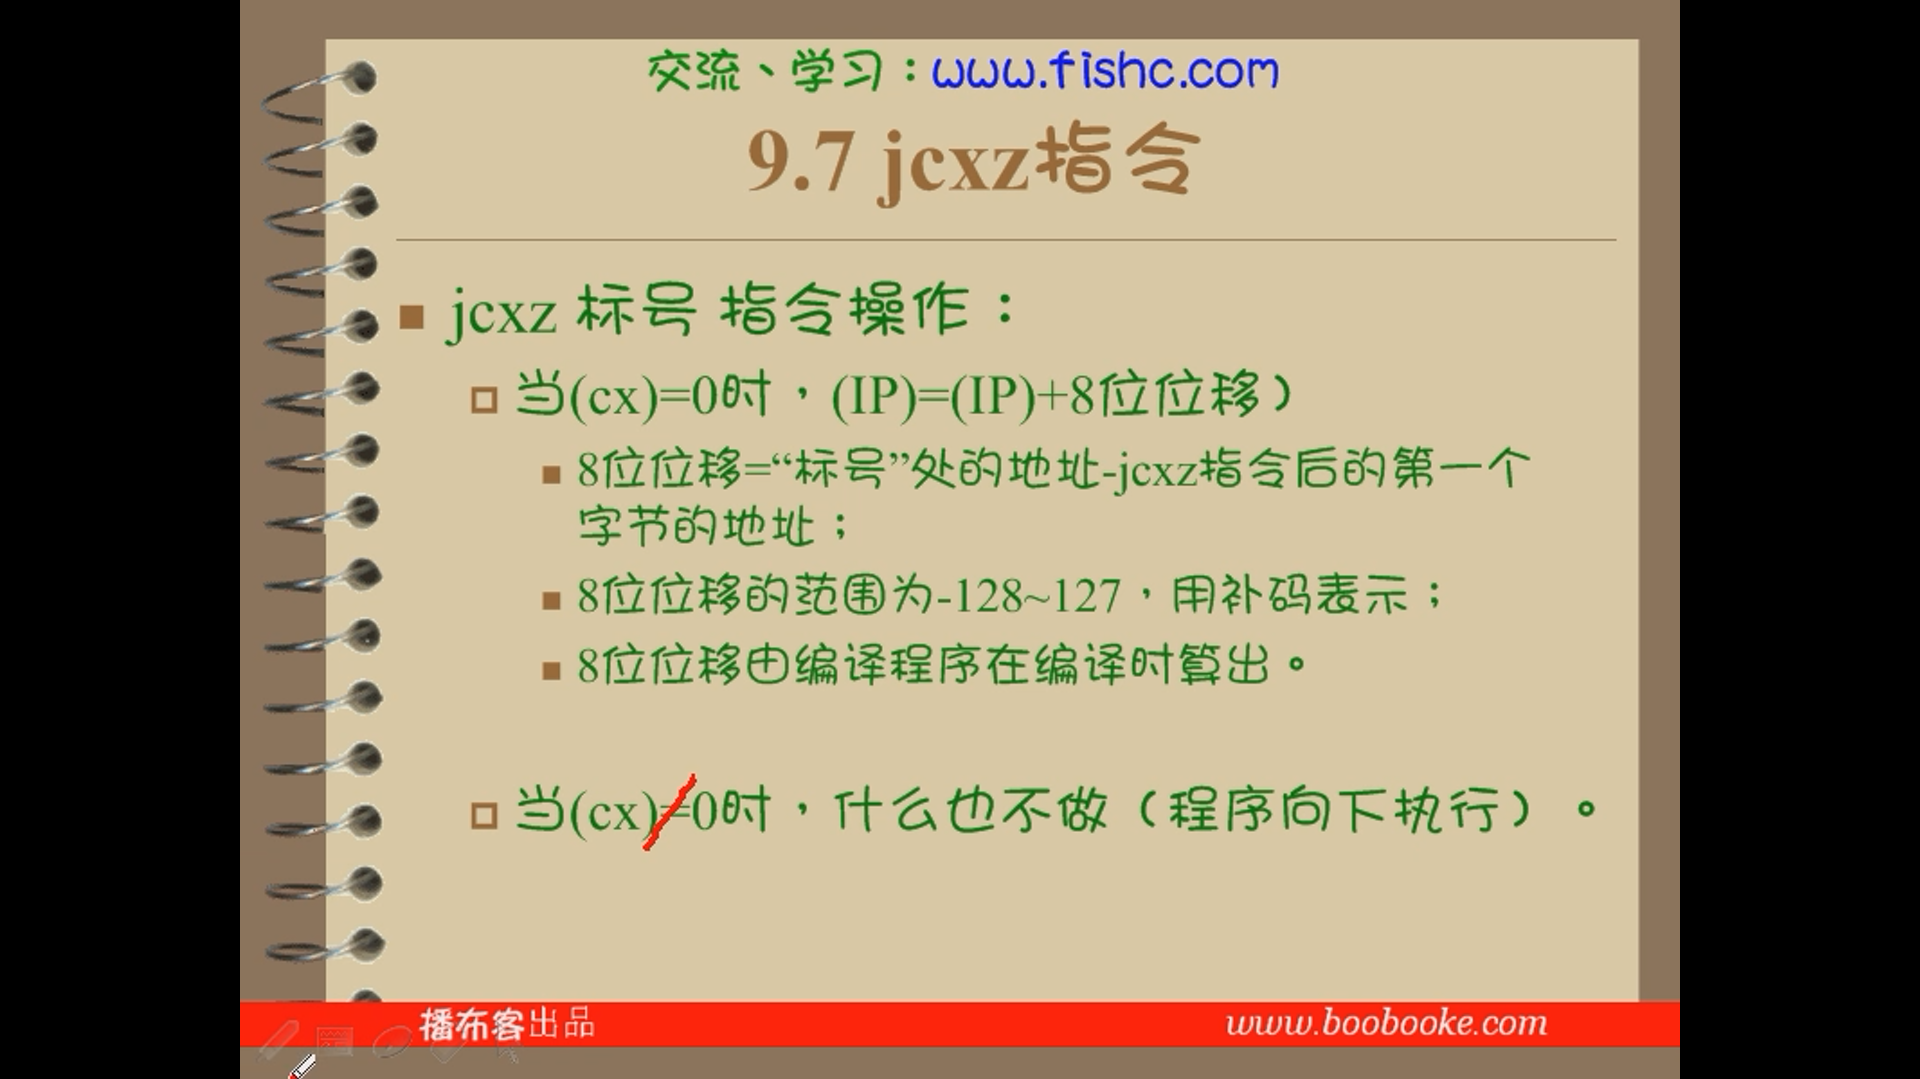 交流、学习：www.fishc.com
9.7 jcxz指令
jcxz 标号 指令操作：
当(cx)=0时，(IP)=(IP)+8位位移）
8位位移=“标号”处的地址-jcxz指令后的第一个
字节的地址；
8位位移的范围为-128~127，用补码表示；
8位位移由编译程序在编译时算出。
当(cx)≠0时，什么也不做（程序向下执行）。
播布客出品
www.boobooke.com